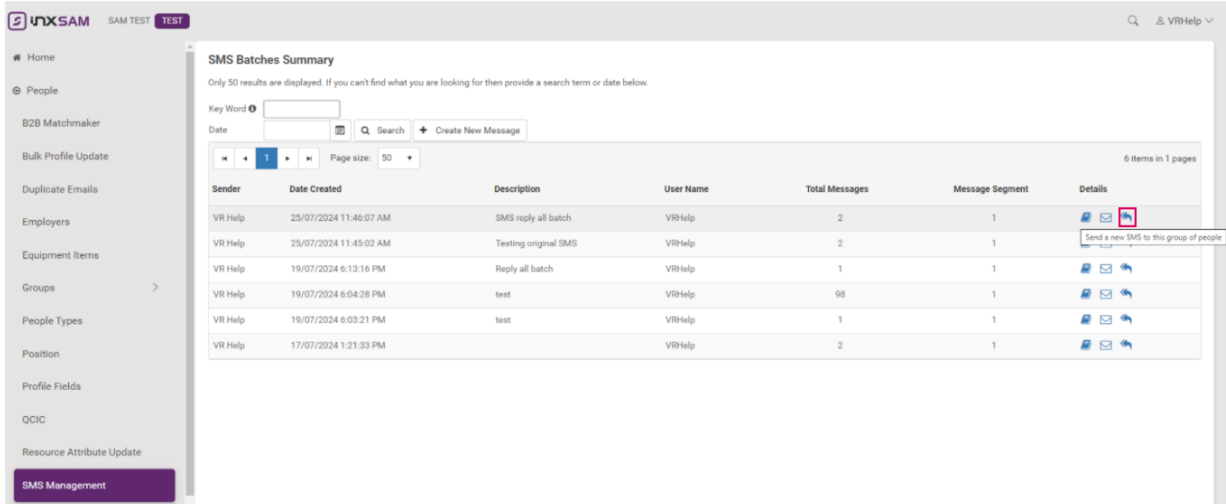 INXSAM SAM TEST TEST VRHelp
Home
People
B2B Matchmaker
Bulk Profile Update
Duplicate Emails
Employers
Equipment Items
Groups
People Types
Position
Profile Fields
QCIC
Resource Attribute Update
SMS Management
SMS Batches Summary
Only 50 results are displayed. If you can't find what you are looking for then provide a search term or date below.
Key Word
Date Search + Create New Message
1 Page size: 50 6 items in 1 pages
Sender Date Created Description User Name Total Messages Message Segment Details
VR Help 25/07/2024 11:46:07 AM SMS reply all batch VRHelp 2 1
Send a new SMS to this group of people
VR Help 25/07/2024 11:45:02 AM Testing original SMS VRHelp 2 1
VR Help 19/07/2024 6:13:16 PM Reply all batch VRHelp 1 1
VR Help 19/07/2024 6:04:28 PM test VRHelp 98 1
VR Help 19/07/2024 6:03:21 PM test VRHelp 1 1
VR Help 17/07/2024 1:21:33 PM VRHelp 2 1